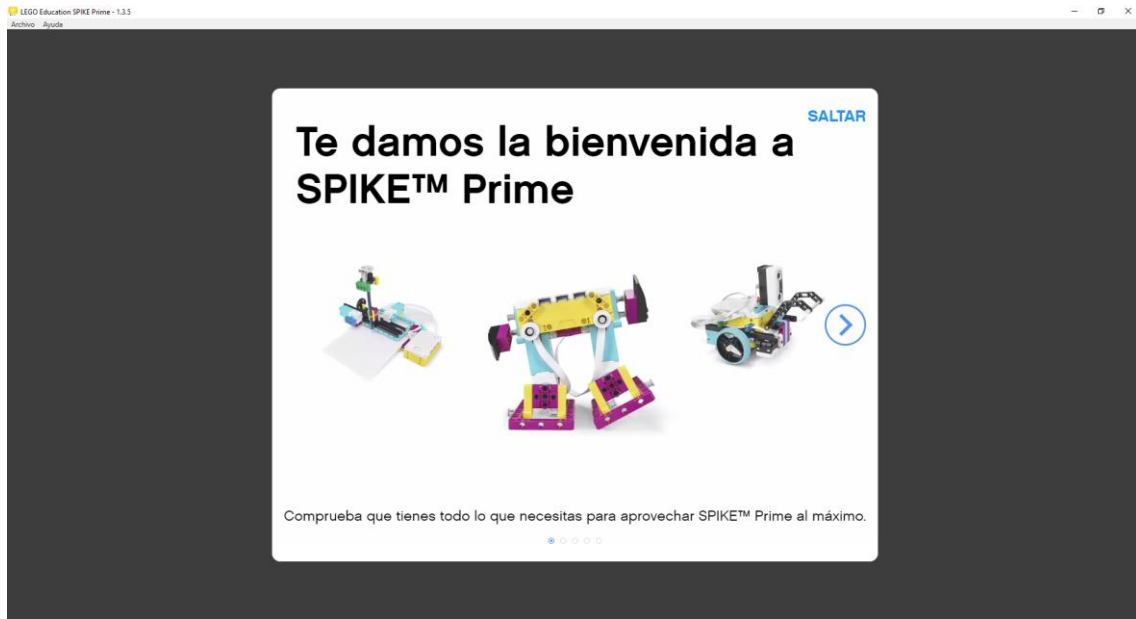 LEGO Education SPIKE Prime - 1.3.5
Archivo Ayuda
SALTAR
Te damos la bienvenida a
SPIKE™ Prime
Comprueba que tienes todo lo que necesitas para aprovechar SPIKE™ Prime al máximo.